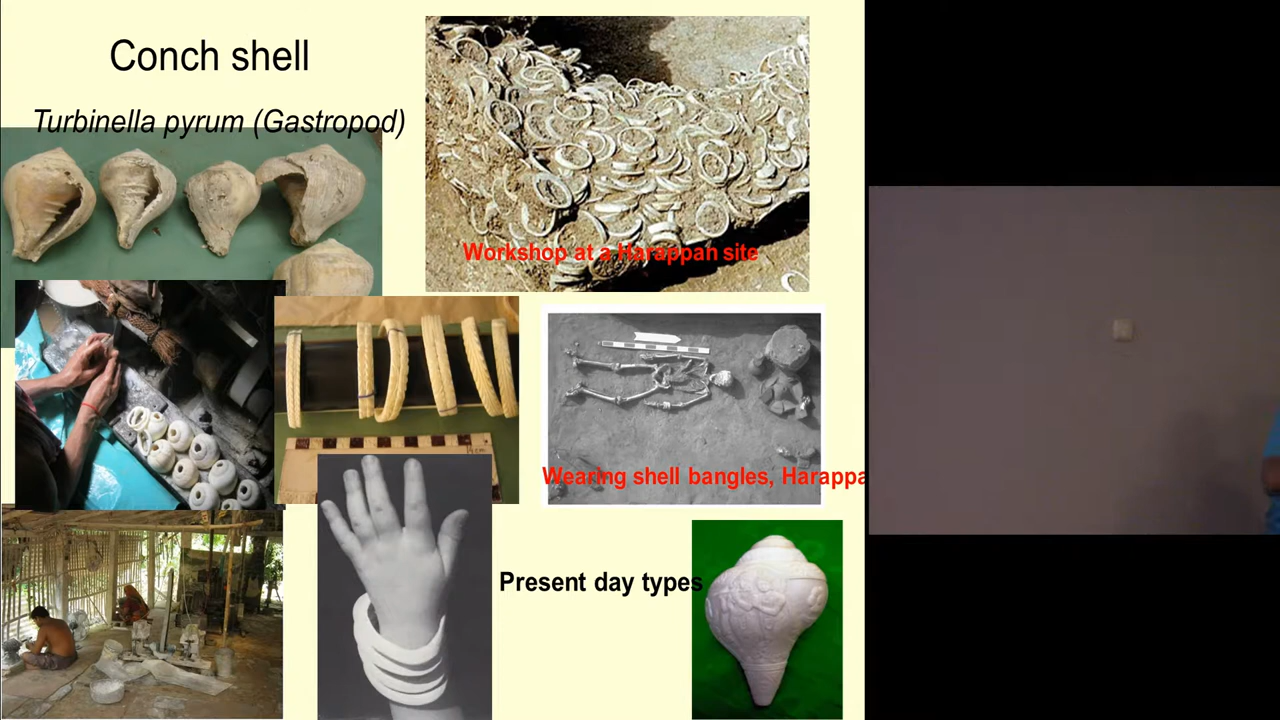 Conch shell
Turbinella pyrum (Gastropod)
Workshop at a Harappan site
Wearing shell bangles, Harappa
Present day types